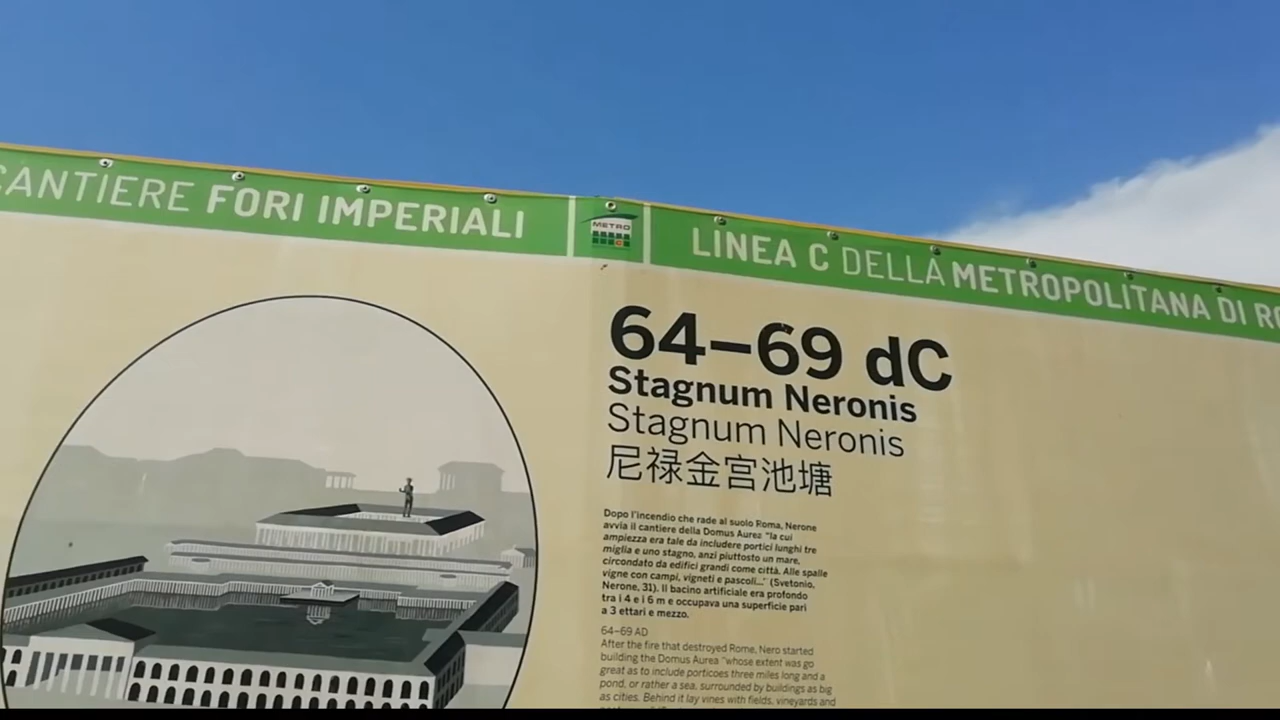 CANTIERE FORI IMPERIALI
METRO
C
LINEA C DELLA METROPOLITANA DI
64–69 dC
Stagnum Neronis
Stagnum Neronis
尼禄金宫池塘
Dopo l'incendio che rade al suolo Roma, Nerone
avvia il cantiere della Domus Aurea "la cui
ampiezza era tale da includere portici lunghi tre
miglia e uno stagno, anzi piuttosto un mare,
circondato da edifici grandi come città. Alle spalle
vigne con campi, vigneti e pascoli..." (Svetonio,
Nerone, 31). Il bacino artificiale era profondo
tra i 4 e i 6 m e occupava una superficie pari
a 3 ettari e mezzo.
64–69 AD
After the fire that destroyed Rome, Nero started
building the Domus Aurea "whose extent was go
great as to include porticoes three miles long and a
pond, or rather a sea, surrounded by buildings as big
as cities. Behind it lay vines with fields, vineyards and